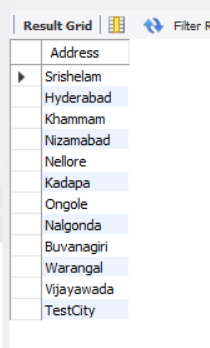 Result Grid Filter R
Address
Srishelam
Hyderabad
Khammam
Nizamabad
Nellore
Kadapa
Ongole
Nalgonda
Buvanagiri
Warangal
Vijayawada
TestCity